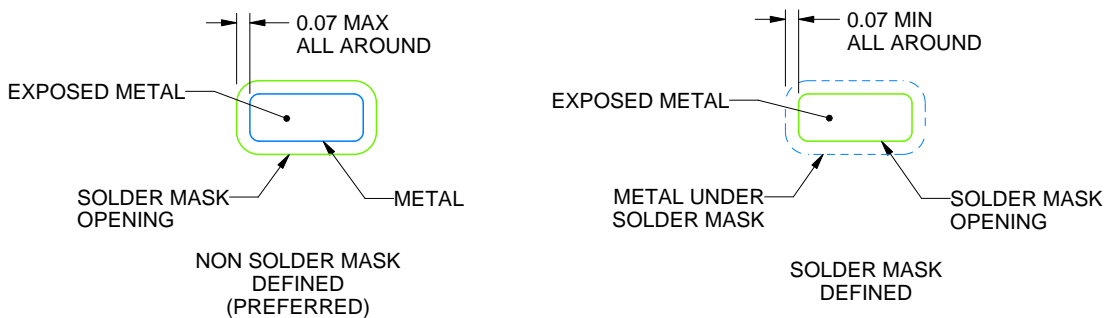 0.07 MAX
ALL AROUND
EXPOSED METAL
SOLDER MASK
OPENING
METAL
NON SOLDER MASK
DEFINED
(PREFERRED)
0.07 MIN
ALL AROUND
EXPOSED METAL
METAL UNDER
SOLDER MASK
SOLDER MASK
OPENING
SOLDER MASK
DEFINED